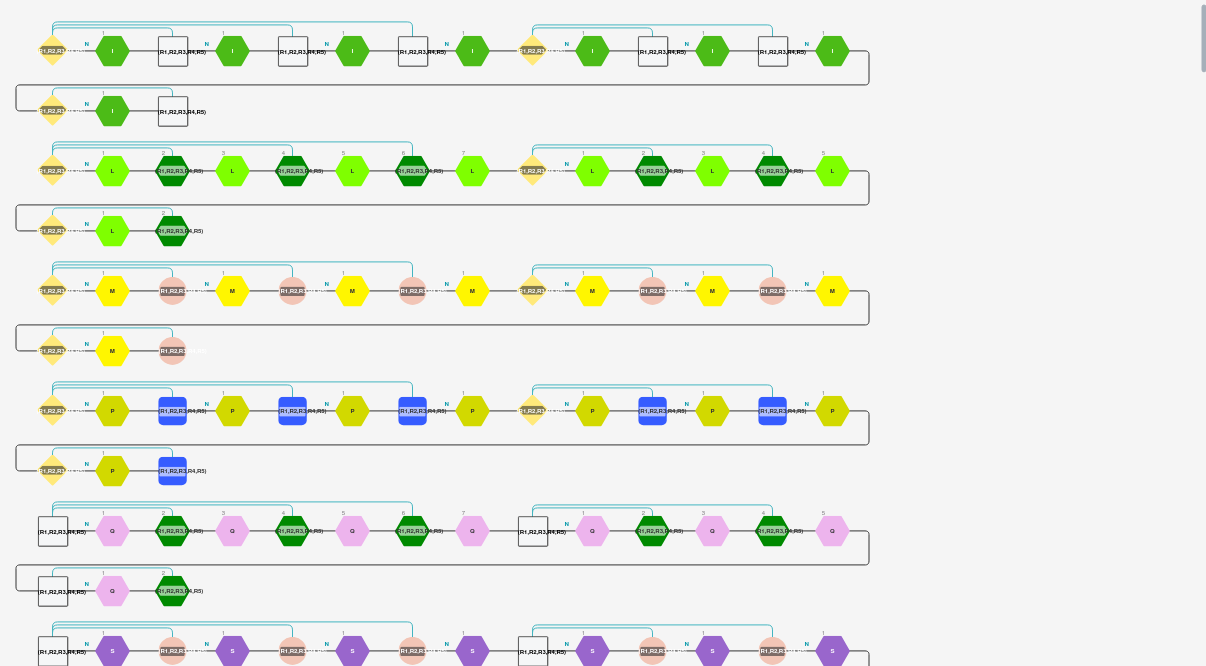 1 1 1 1 1 1 1
N N N N N N N
(R1,R2,R3,R4,R5) I (R1,R2,R3,R4,R5) I (R1,R2,R3,R4,R5) I (R1,R2,R3,R4,R5) I (R1,R2,R3,R4,R5) I (R1,R2,R3,R4,R5) I (R1,R2,R3,R4,R5) I
1
N
(R1,R2,R3,R4,R5) I (R1,R2,R3,R4,R5)
1 2 3 4 5 6 7 1 2 3 4 5
N N
(R1,R2,R3,R4,R5) L (R1,R2,R3,R4,R5) L (R1,R2,R3,R4,R5) L (R1,R2,R3,R4,R5) L (R1,R2,R3,R4,R5) L (R1,R2,R3,R4,R5) L (R1,R2,R3,R4,R5) L
1 2
N
(R1,R2,R3,R4,R5) L (R1,R2,R3,R4,R5)
1 1 1 1 1 1 1
N N N N N N N
(R1,R2,R3,R4,R5) M (R1,R2,R3,R4,R5) M (R1,R2,R3,R4,R5) M (R1,R2,R3,R4,R5) M (R1,R2,R3,R4,R5) M (R1,R2,R3,R4,R5) M (R1,R2,R3,R4,R5) M
1
N
(R1,R2,R3,R4,R5) M (R1,R2,R3,R4,R5)
1 1 1 1 1 1 1
N N N N N N N
(R1,R2,R3,R4,R5) P (R1,R2,R3,R4,R5) P (R1,R2,R3,R4,R5) P (R1,R2,R3,R4,R5) P (R1,R2,R3,R4,R5) P (R1,R2,R3,R4,R5) P (R1,R2,R3,R4,R5) P
1
N
(R1,R2,R3,R4,R5) P (R1,R2,R3,R4,R5)
1 2 3 4 5 6 7 1 2 3 4 5
N N
(R1,R2,R3,R4,R5) Q (R1,R2,R3,R4,R5) Q (R1,R2,R3,R4,R5) Q (R1,R2,R3,R4,R5) Q (R1,R2,R3,R4,R5) Q (R1,R2,R3,R4,R5) Q (R1,R2,R3,R4,R5) Q
1 2
N
(R1,R2,R3,R4,R5) Q (R1,R2,R3,R4,R5)
1 1 1 1 1 1 1
N N N N N N N
(R1,R2,R3,R4,R5) S (R1,R2,R3,R4,R5) S (R1,R2,R3,R4,R5) S (R1,R2,R3,R4,R5) S (R1,R2,R3,R4,R5) S (R1,R2,R3,R4,R5) S (R1,R2,R3,R4,R5) S